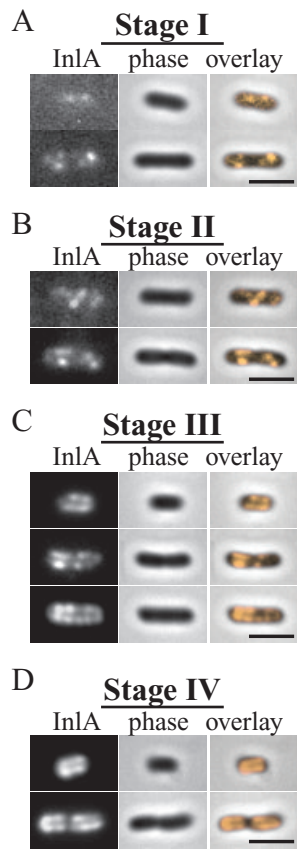 A
Stage I
InlA phase overlay
B
Stage II
InlA phase overlay
C
Stage III
InlA phase overlay
D
Stage IV
InlA phase overlay